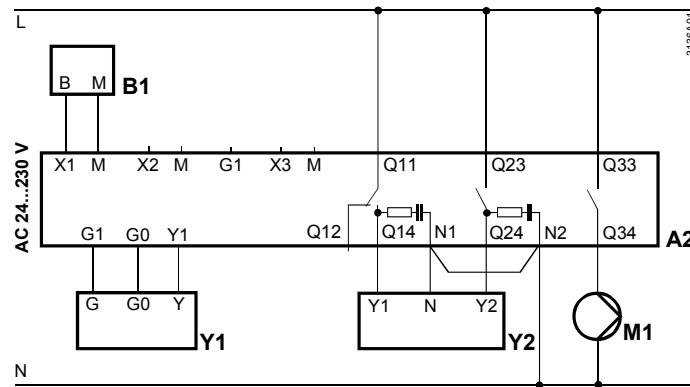 L
3136A01
B M B1
X1 M X2 M G1 X3 M Q11 Q23 Q33
AC 24...230 V
G1 G0 Y1 Q12 Q14 N1 Q24 N2 Q34 A2
G G0 Y Y1
Y1 N Y2 Y2
M1
N